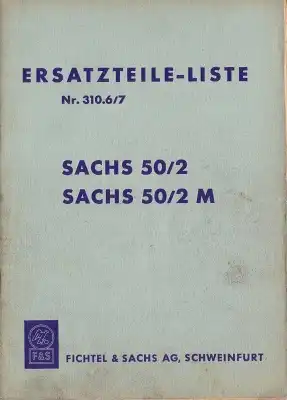 ERSATZTEILE-LISTE
Nr. 310.6/7
SACHS 50/2
SACHS 50/2 M
F&S
FICHTEL & SACHS AG, SCHWEINFURT